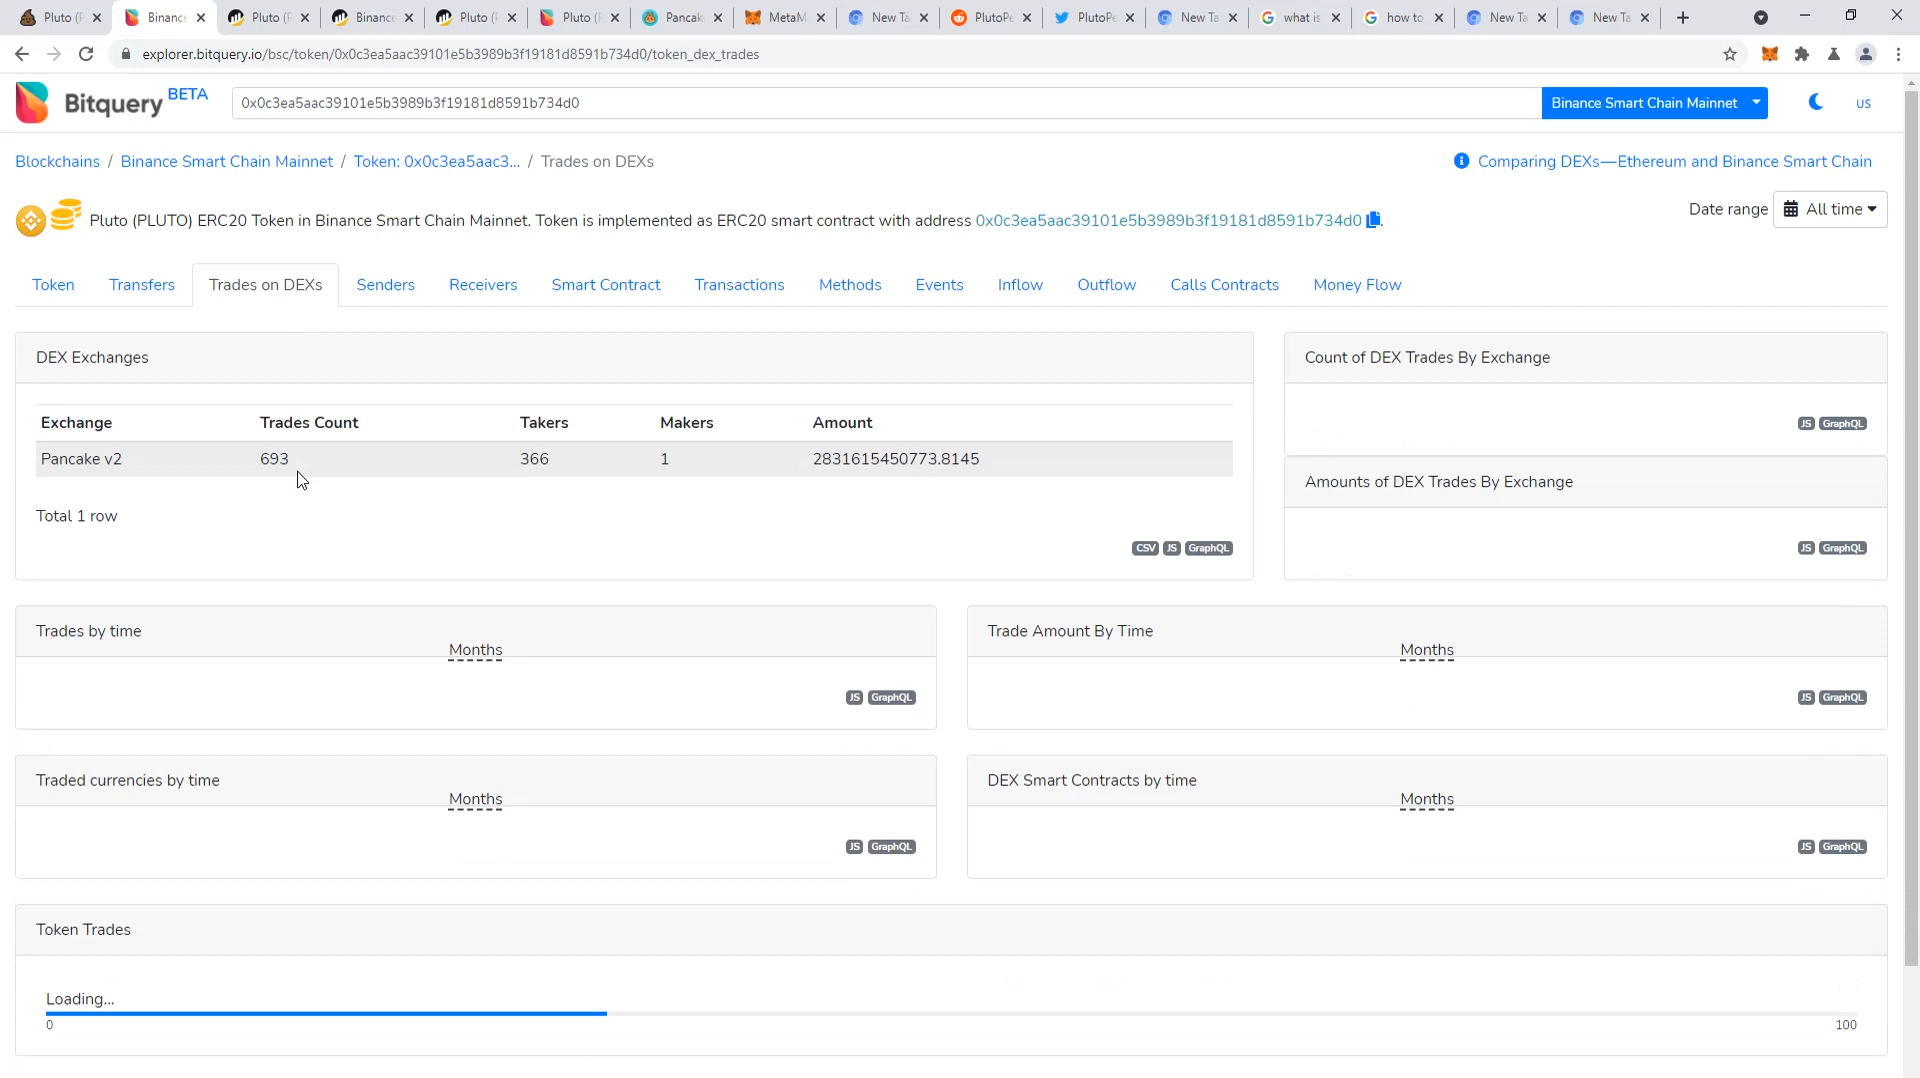 Pluto (P
Binanc
Pluto (P
Binance
Pluto (P
Pluto (P
Pancak
MetaM
New Ta
PlutoPe
PlutoPe
New Ta
what is
how to
New Ta
New Ta
explorer.bitquery.io/bsc/token/0x0c3ea5aac39101e5b3989b3f19181d8591b734d0/token_dex_trades
Bitquery BETA
0x0c3ea5aac39101e5b3989b3f19181d8591b734d0
Binance Smart Chain Mainnet
US
Blockchains / Binance Smart Chain Mainnet / Token: 0x0c3ea5aac3... / Trades on DEXs
Comparing DEXs—Ethereum and Binance Smart Chain
Pluto (PLUTO) ERC20 Token in Binance Smart Chain Mainnet. Token is implemented as ERC20 smart contract with address 0x0c3ea5aac39101e5b3989b3f19181d8591b734d0 .
Date range All time
Token Transfers Trades on DEXs Senders Receivers Smart Contract Transactions Methods Events Inflow Outflow Calls Contracts Money Flow
DEX Exchanges
Exchange Trades Count Takers Makers Amount
Pancake v2 693 366 1 2831615450773.8145
Total 1 row
CSV JS GraphQL
Count of DEX Trades By Exchange
JS GraphQL
Amounts of DEX Trades By Exchange
JS GraphQL
Trades by time
Months
JS GraphQL
Trade Amount By Time
Months
JS GraphQL
Traded currencies by time
Months
JS GraphQL
DEX Smart Contracts by time
Months
JS GraphQL
Token Trades
Loading...
0 100